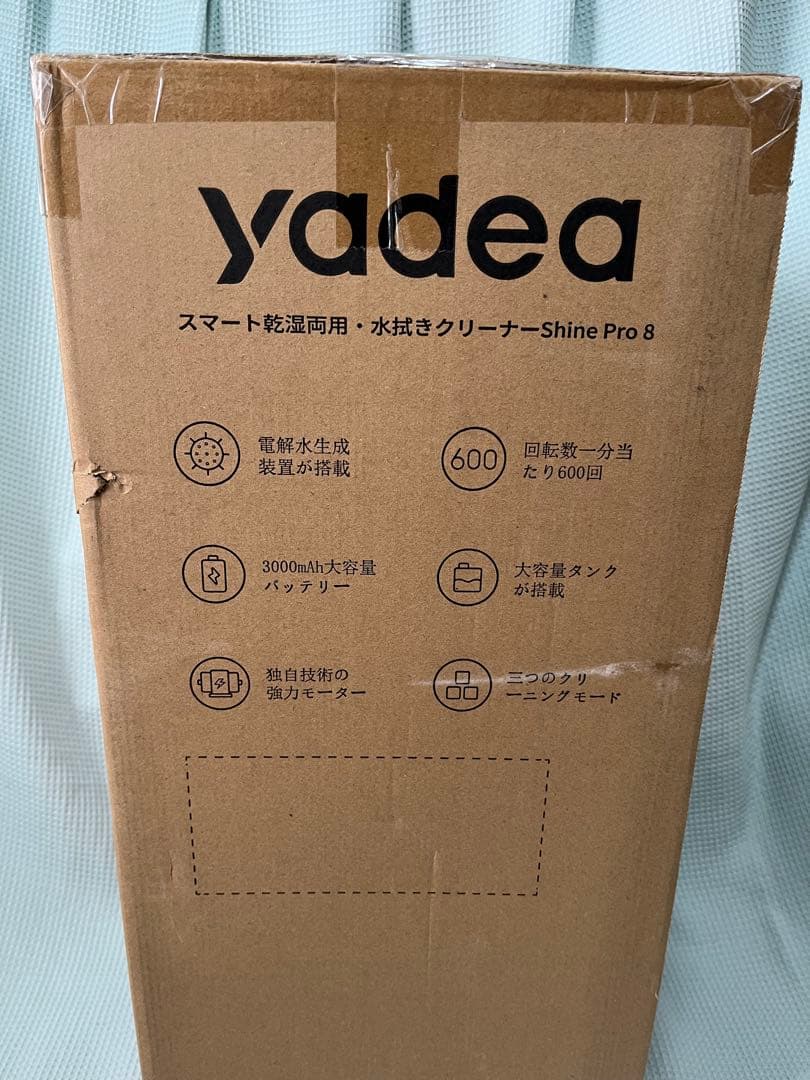 yadea
スマート乾湿両用・水拭きクリーナーShine Pro 8
電解水生成
装置が搭載
600
回転数一分当
たり600回
3000mAh大容量
バッテリー
大容量タンク
が搭載
独自技術の
強力モーター
三つのクリ
ーニングモード